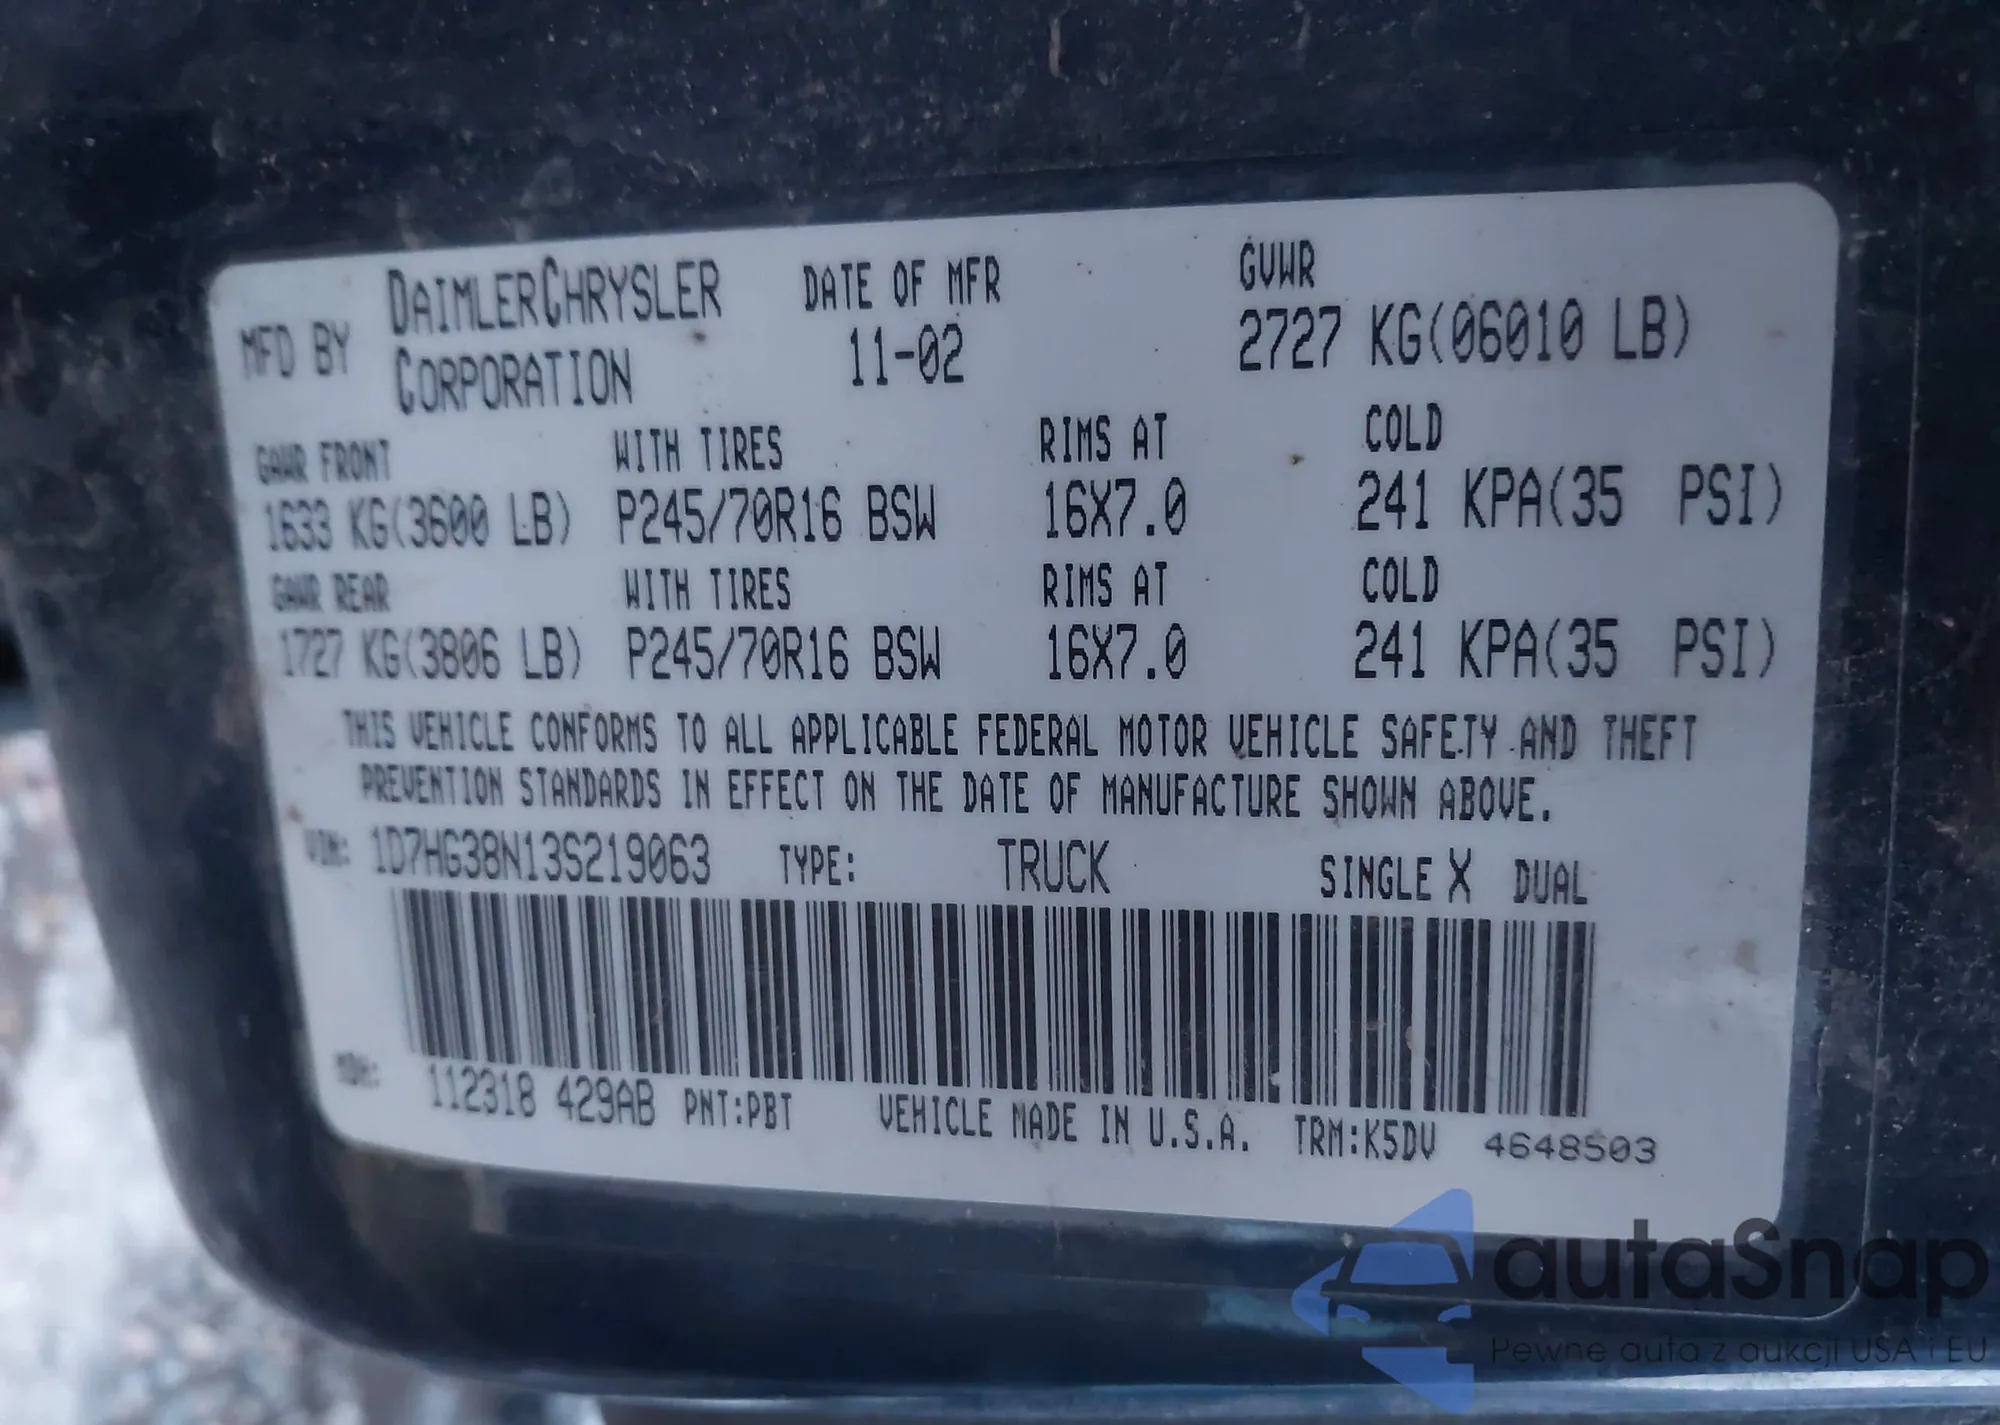 MFD BY DAIMLERCHRYSLER CORPORATION DATE OF MFR 11-02 GVWR 2727 KG(06010 LB)
GAWR FRONT WITH TIRES RIMS AT COLD
1633 KG(3600 LB) P245/70R16 BSW 16X7.0 241 KPA(35 PSI)
GAWR REAR WITH TIRES RIMS AT COLD
1727 KG(3806 LB) P245/70R16 BSW 16X7.0 241 KPA(35 PSI)
THIS VEHICLE CONFORMS TO ALL APPLICABLE FEDERAL MOTOR VEHICLE SAFETY AND THEFT
PREVENTION STANDARDS IN EFFECT ON THE DATE OF MANUFACTURE SHOWN ABOVE.
VIN: 1D7HG38N13S219063 TYPE: TRUCK SINGLE X DUAL
MDH: 112318 429AB PNT:PBT VEHICLE MADE IN U.S.A. TRM:K5DV 4648503
autaSnap
Pewne auta z aukcji USA i EU